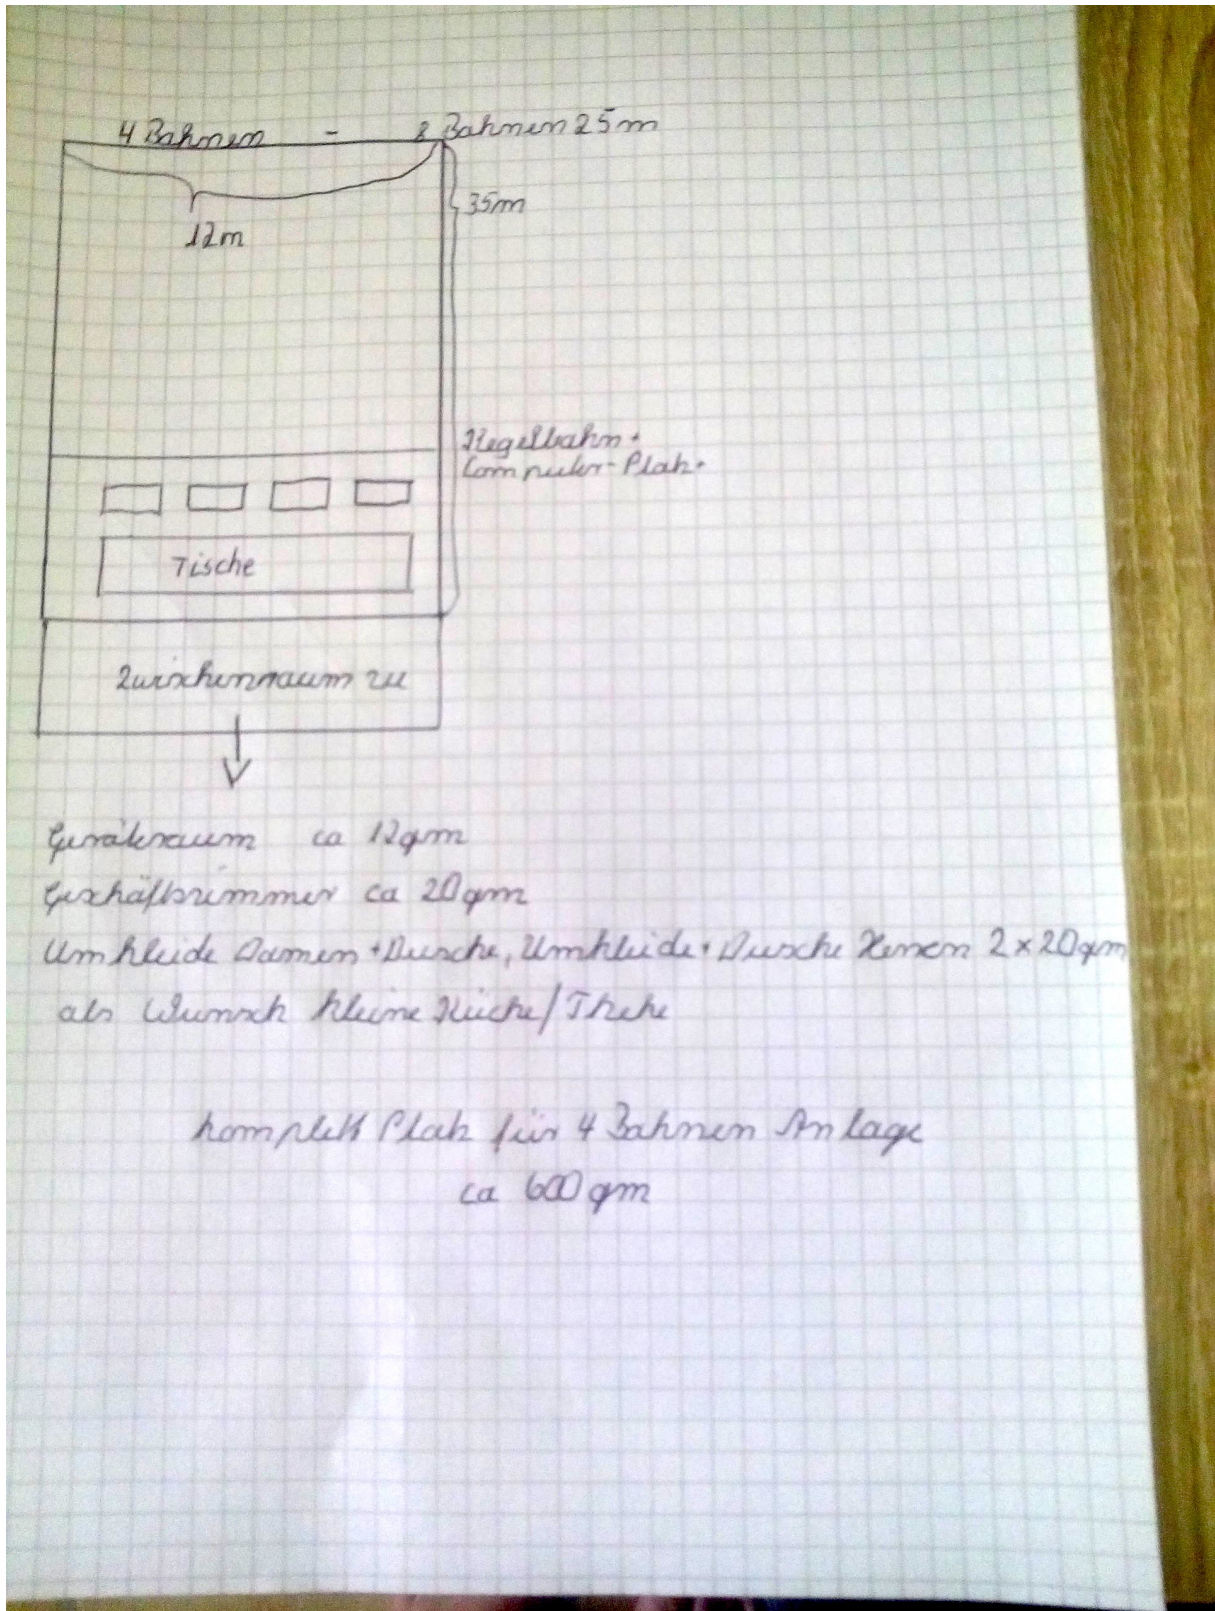 4 Bahnen - 8 Bahnen 25m
12m
35m
Kegelbahn +
Computer-Platz.
Tische
Zwischenraum zu
Geräteraum ca 12qm
Geschäftszimmer ca 20qm
Umkleide Damen + Dusche, Umkleide + Dusche Herren 2x20qm
als Wunsch kleine Küche/Theke
komplett Platz für 4 Bahnen Anlage
ca 600qm